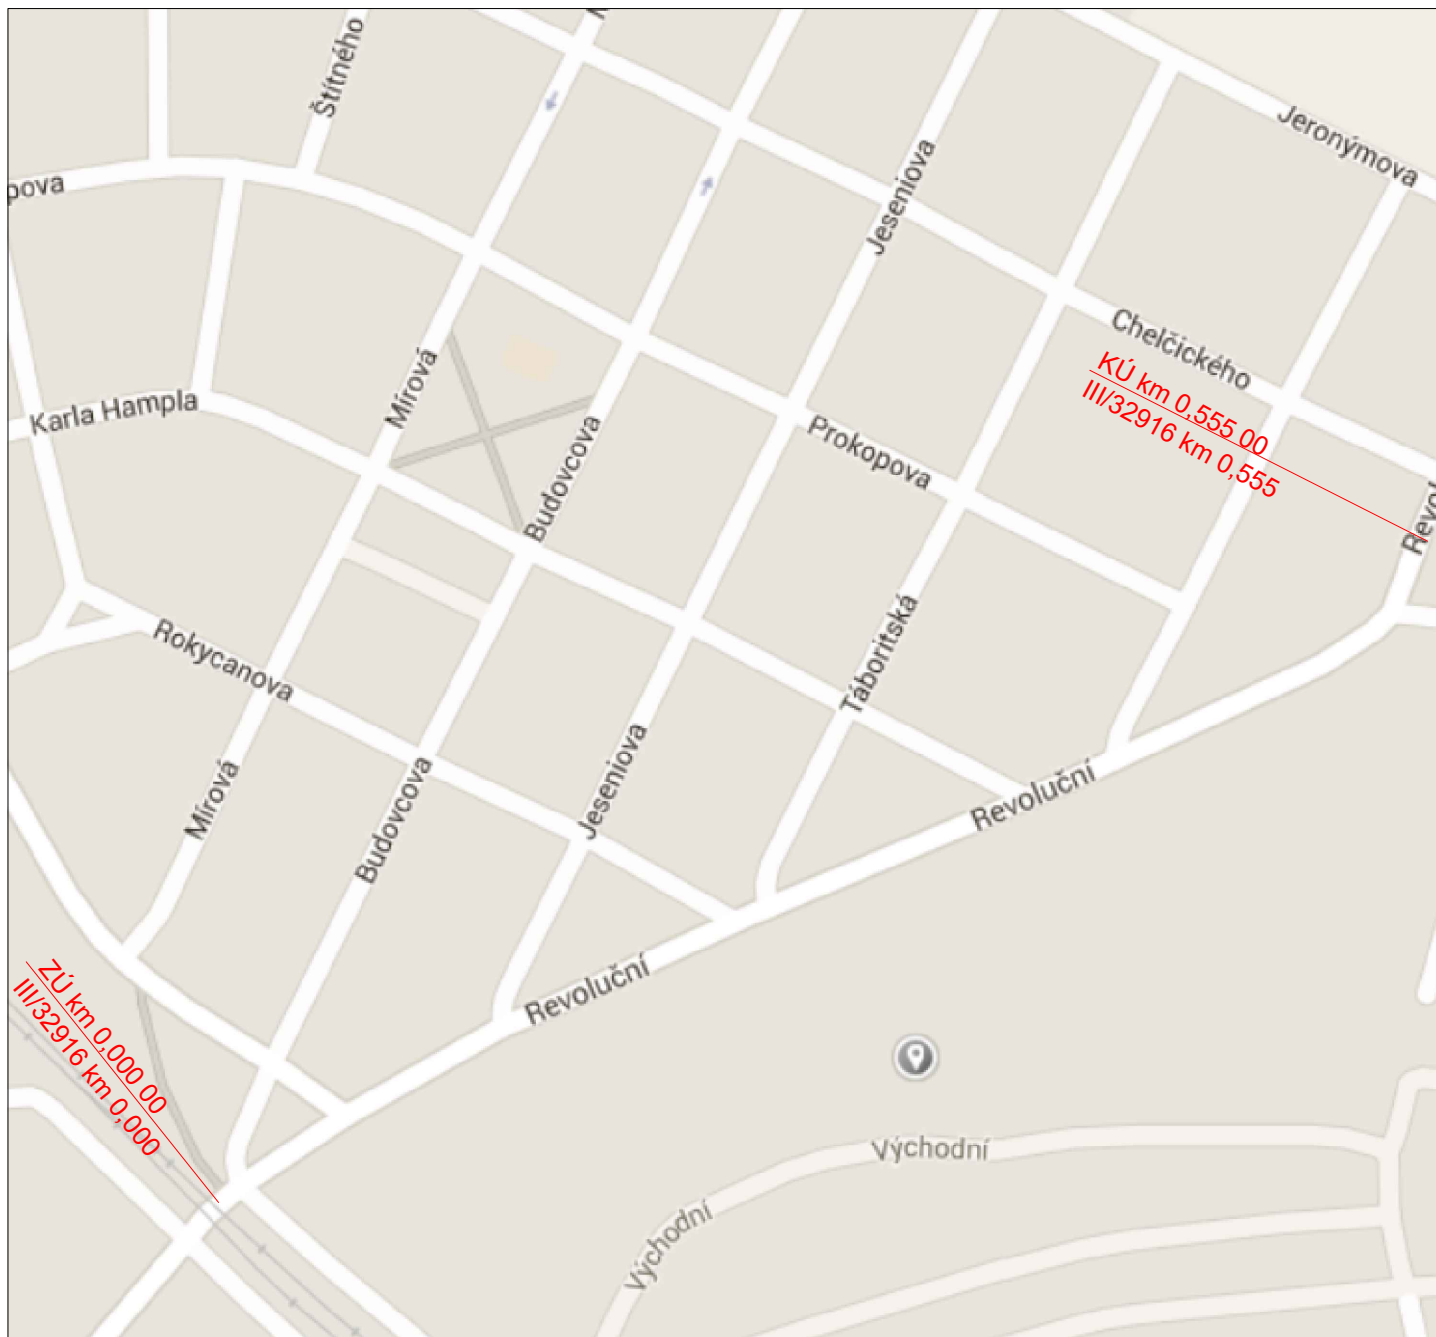 Štítného
Jeronýmova
pova
Jeseniova
Chelčického
Mírová
KÚ km 0,555 00
III/32916 km 0,555
Karla Hampla
Budovcova
Prokopova
Táboritská
Rokycanova
Mírová
Budovcova
Jeseniova
Revoluční
Revoluční
ZÚ km 0,000 00
III/32916 km 0,000
Východní
Východní